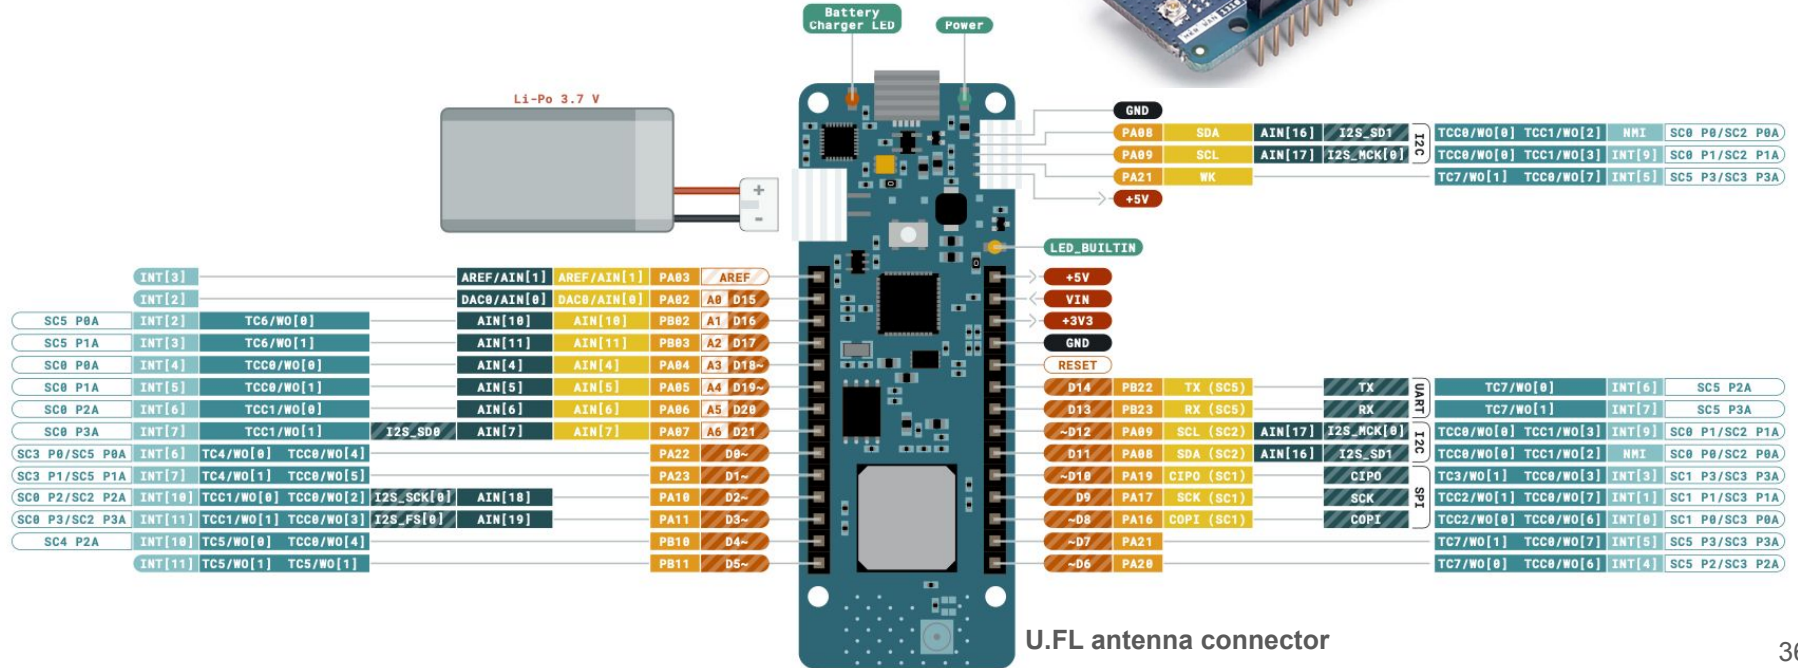 Battery
Charger LED
Power
MKR WAN 1310
Li-Po 3.7 V
+
-
GND
PA08 SDA AIN[16] I2S_SD1 I2C TCC0/WO[0] TCC1/WO[2] NMI SC0 P0/SC2 P0A
PA09 SCL AIN[17] I2S_MCK[0] TCC0/WO[0] TCC1/WO[3] INT[9] SC0 P1/SC2 P1A
PA21 WK TC7/WO[1] TCC0/WO[7] INT[5] SC5 P3/SC3 P3A
+5V
LED_BUILTIN
INT[3] AREF/AIN[1] AREF/AIN[1] PA03 AREF
+5V
INT[2] DAC0/AIN[0] DAC0/AIN[0] PA02 A0 D15
VIN
SC5 P0A INT[2] TC6/WO[0] AIN[10] AIN[10] PB02 A1 D16
+3V3
SC5 P1A INT[3] TC6/WO[1] AIN[11] AIN[11] PB03 A2 D17
GND
SC0 P0A INT[4] TCC0/WO[0] AIN[4] AIN[4] PA04 A3 D18~
RESET
SC0 P1A INT[5] TCC0/WO[1] AIN[5] AIN[5] PA05 A4 D19~
D14 PB22 TX (SC5) TX UART TC7/WO[0] INT[6] SC5 P2A
SC0 P2A INT[6] TCC1/WO[0] AIN[6] AIN[6] PA06 A5 D20
D13 PB23 RX (SC5) RX TC7/WO[1] INT[7] SC5 P3A
SC0 P3A INT[7] TCC1/WO[1] I2S_SD0 AIN[7] AIN[7] PA07 A6 D21
~D12 PA09 SCL (SC2) AIN[17] I2S_MCK[0] I2C TCC0/WO[0] TCC1/WO[3] INT[9] SC0 P1/SC2 P1A
SC3 P0/SC5 P0A INT[6] TC4/WO[0] TCC0/WO[4] PA22 D0~
D11 PA08 SDA (SC2) AIN[16] I2S_SD1 TCC0/WO[0] TCC1/WO[2] NMI SC0 P0/SC2 P0A
SC3 P1/SC5 P1A INT[7] TC4/WO[1] TCC0/WO[5] PA23 D1~
~D10 PA19 CIPO (SC1) CIPO SPI TC3/WO[1] TCC0/WO[3] INT[3] SC1 P3/SC3 P3A
SC0 P2/SC2 P2A INT[10] TCC1/WO[0] TCC0/WO[2] I2S_SCK[0] AIN[18] PA10 D2~
D9 PA17 SCK (SC1) SCK TCC2/WO[1] TCC0/WO[7] INT[1] SC1 P1/SC3 P1A
SC0 P3/SC2 P3A INT[11] TCC1/WO[1] TCC0/WO[3] I2S_FS[0] AIN[19] PA11 D3~
~D8 PA16 COPI (SC1) COPI TCC2/WO[0] TCC0/WO[6] INT[0] SC1 P0/SC3 P0A
SC4 P2A INT[10] TC5/WO[0] TCC0/WO[4] PB10 D4~
~D7 PA21 TC7/WO[1] TCC0/WO[7] INT[5] SC5 P3/SC3 P3A
INT[11] TC5/WO[1] TC5/WO[1] PB11 D5~
~D6 PA20 TC7/WO[0] TCC0/WO[6] INT[4] SC5 P2/SC3 P2A
U.FL antenna connector
36